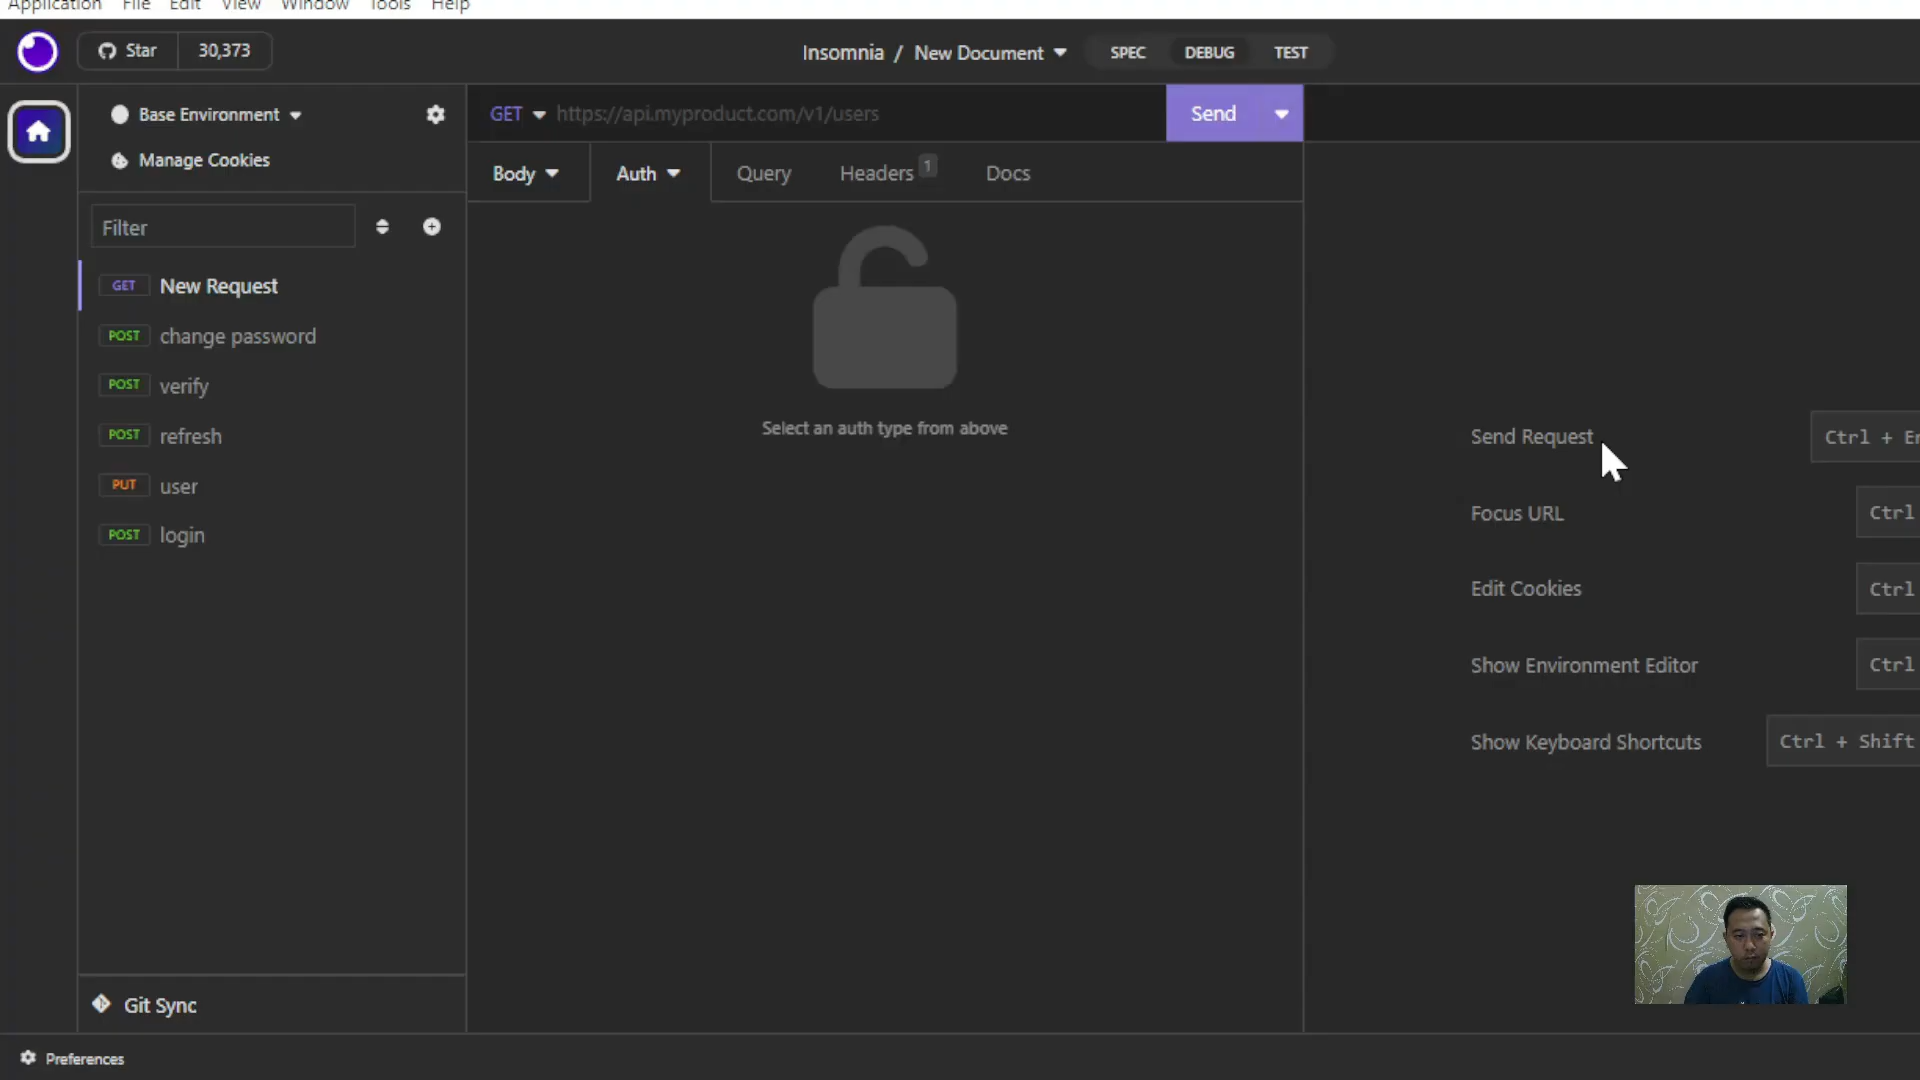 Application File Edit View Window Tools Help
Star 30,373
Insomnia / New Document
SPEC DEBUG TEST
Base Environment
Manage Cookies
GET https://api.myproduct.com/v1/users
Send
Body Auth Query Headers 1 Docs
Filter
GET New Request
POST change password
POST verify
POST refresh
PUT user
POST login
Select an auth type from above
Send Request Ctrl + En
Focus URL Ctrl
Edit Cookies Ctrl
Show Environment Editor Ctrl
Show Keyboard Shortcuts Ctrl + Shift
Git Sync
Preferences